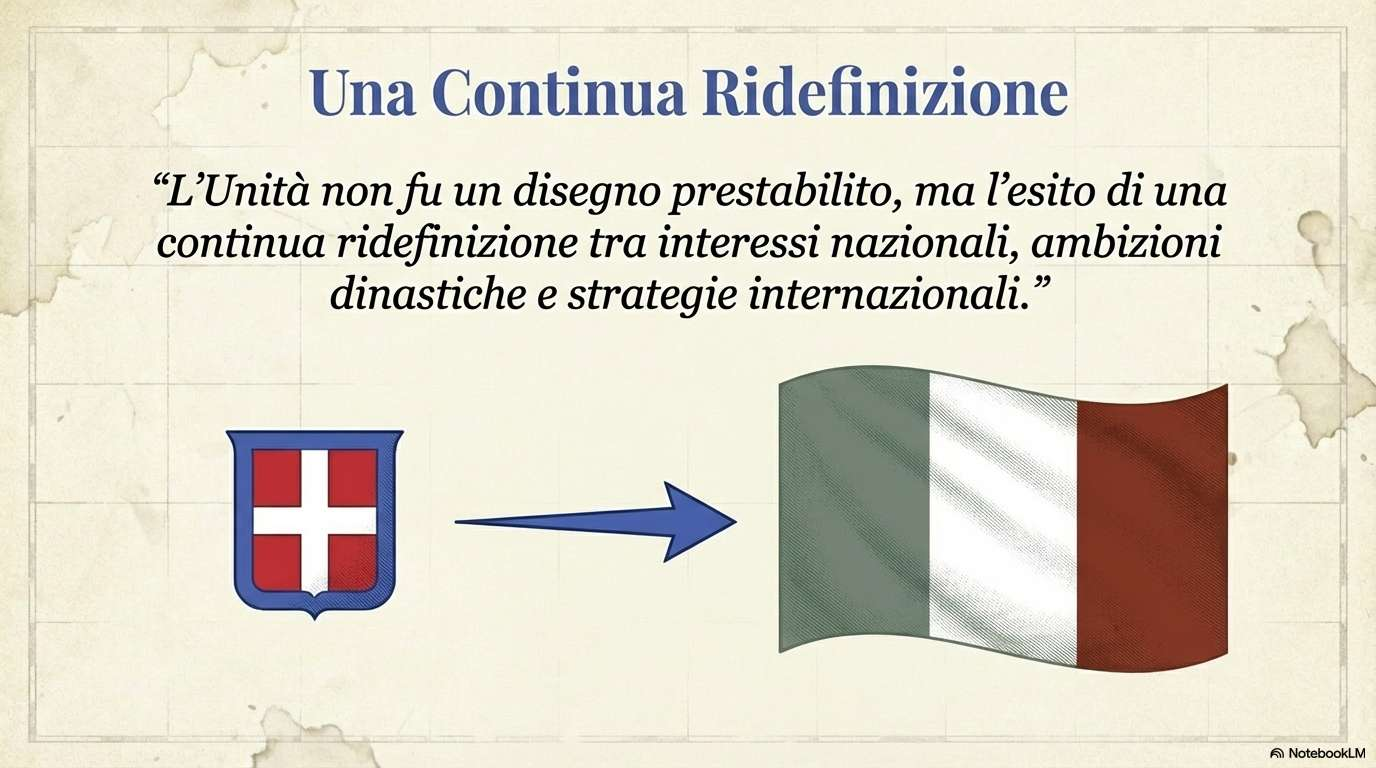 Una Continua Ridefinizione
“L’Unità non fu un disegno prestabilito, ma l’esito di una
continua ridefinizione tra interessi nazionali, ambizioni
dinastiche e strategie internazionali.”
NotebookLM